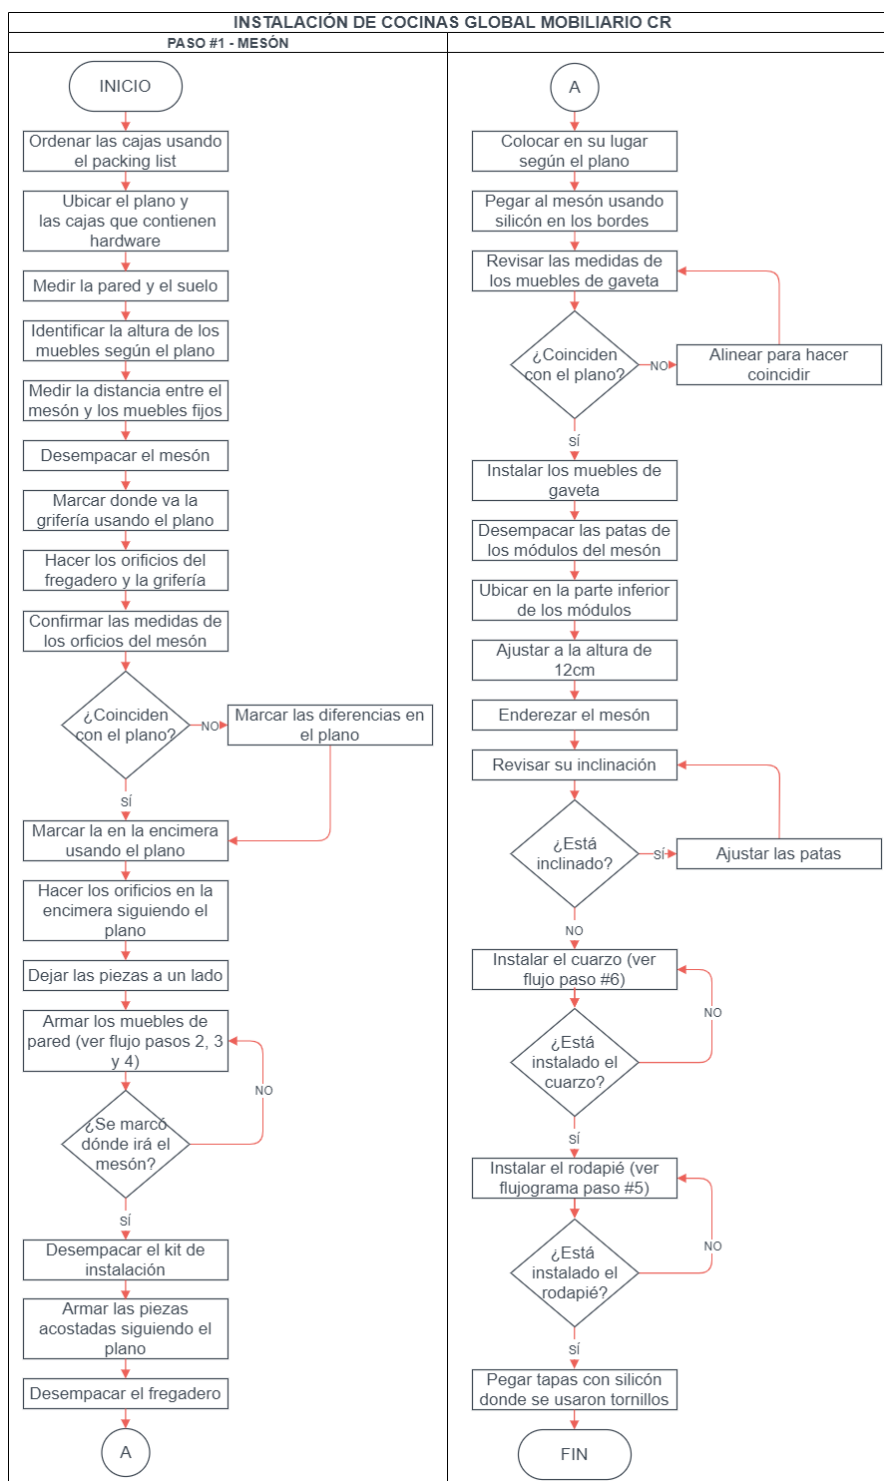 INSTALACIÓN DE COCINAS GLOBAL MOBILIARIO CR
PASO #1 - MESÓN
INICIO
Ordenar las cajas usando
el packing list
Ubicar el plano y
las cajas que contienen
hardware
Medir la pared y el suelo
Identificar la altura de los
muebles según el plano
Medir la distancia entre el
mesón y los muebles fijos
Desempacar el mesón
Marcar donde va la
grifería usando el plano
Hacer los orificios del
fregadero y la grifería
Confirmar las medidas de
los orficios del mesón
¿Coinciden
con el plano?
NO
Marcar las diferencias en
el plano
SÍ
Marcar la en la encimera
usando el plano
Hacer los orificios en la
encimera siguiendo el
plano
Dejar las piezas a un lado
Armar los muebles de
pared (ver flujo pasos 2, 3
y 4)
NO
¿Se marcó
dónde irá el
mesón?
SÍ
Desempacar el kit de
instalación
Armar las piezas
acostadas siguiendo el
plano
Desempacar el fregadero
A
A
Colocar en su lugar
según el plano
Pegar al mesón usando
silicón en los bordes
Revisar las medidas de
los muebles de gaveta
¿Coinciden
con el plano?
NO
Alinear para hacer
coincidir
SÍ
Instalar los muebles de
gaveta
Desempacar las patas de
los módulos del mesón
Ubicar en la parte inferior
de los módulos
Ajustar a la altura de
12cm
Enderezar el mesón
Revisar su inclinación
¿Está
inclinado?
SÍ
Ajustar las patas
NO
Instalar el cuarzo (ver
flujo paso #6)
NO
¿Está
instalado el
cuarzo?
SÍ
Instalar el rodapié (ver
flujograma paso #5)
NO
¿Está
instalado el
rodapié?
SÍ
Pegar tapas con silicón
donde se usaron tornillos
FIN